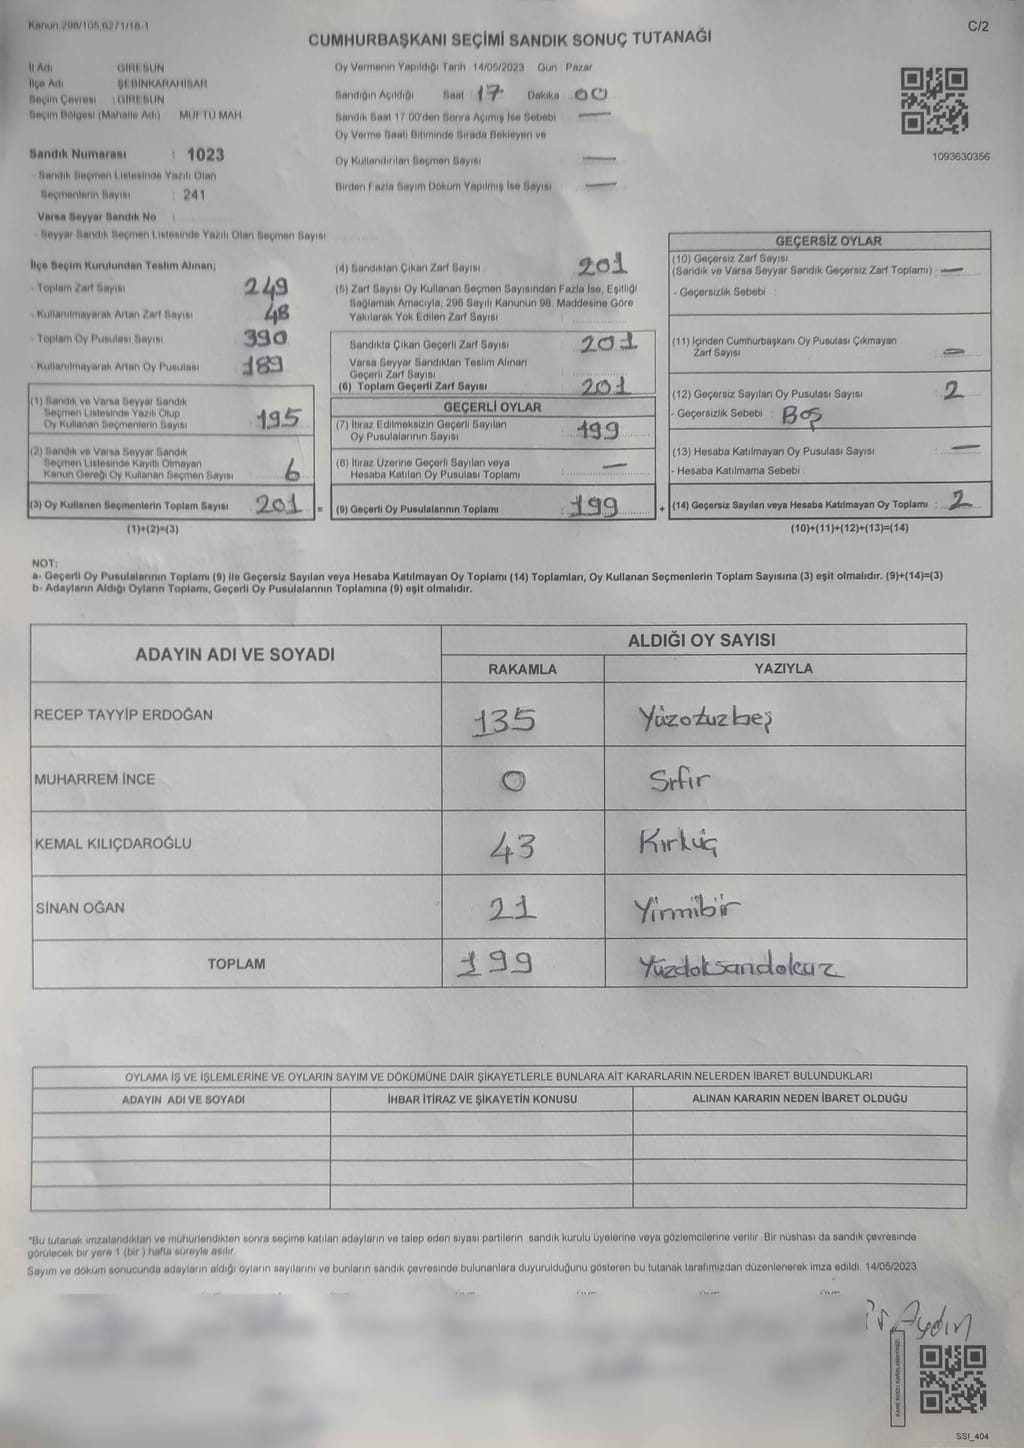 Kanun 298/105,6271/16-1
C/2
CUMHURBAŞKANI SEÇİMİ SANDIK SONUÇ TUTANAĞI
İl Adı GİRESUN
İlçe Adı ŞEBİNKARAHİSAR
Seçim Çevresi : GİRESUN
Seçim Bölgesi (Mahalle Adı) MÜFTÜ MAH
Oy Vermenin Yapıldığı Tarih 14/05/2023 Gün Pazar
Sandığın Açıldığı Saat 17 Dakika 00
Sandık Saat 17 00'den Sonra Açılmış İse Sebebi —
Oy Verme Saati Bitiminde Sırada Bekleyen ve
Oy Kullandırılan Seçmen Sayısı —
Birden Fazla Sayım Döküm Yapılmış İse Sayısı —
1093630356
Sandık Numarası : 1023
- Sandık Seçmen Listesinde Yazılı Olan
Seçmenlerin Sayısı : 241
Varsa Seyyar Sandık No :
- Seyyar Sandık Seçmen Listesinde Yazılı Olan Seçmen Sayısı
İlçe Seçim Kurulundan Teslim Alınan;
- Toplam Zarf Sayısı 249
- Kullanılmayarak Artan Zarf Sayısı 48
- Toplam Oy Pusulası Sayısı 390
- Kullanılmayarak Artan Oy Pusulası 189
(1) Sandık ve Varsa Seyyar Sandık
Seçmen Listesinde Yazılı Olup
Oy Kullanan Seçmenlerin Sayısı 195
(2) Sandık ve Varsa Seyyar Sandık
Seçmen Listesinde Kayıtlı Olmayan
Kanun Gereği Oy Kullanan Seçmen Sayısı 6
(3) Oy Kullanan Seçmenlerin Toplam Sayısı 201
(1)+(2)=(3)
(4) Sandıktan Çıkan Zarf Sayısı 201
(5) Zarf Sayısı Oy Kullanan Seçmen Sayısından Fazla İse, Eşitliği
Sağlamak Amacıyla, 298 Sayılı Kanunun 98. Maddesine Göre
Yakılarak Yok Edilen Zarf Sayısı
Sandıkta Çıkan Geçerli Zarf Sayısı 201
Varsa Seyyar Sandıktan Teslim Alınan
Geçerli Zarf Sayısı
(6) Toplam Geçerli Zarf Sayısı 201
GEÇERLİ OYLAR
(7) İtiraz Edilmeksizin Geçerli Sayılan
Oy Pusulalarının Sayısı 199
(8) İtiraz Üzerine Geçerli Sayılan veya
Hesaba Katılan Oy Pusulası Toplamı —
= (9) Geçerli Oy Pusulalarının Toplamı : 199
GEÇERSİZ OYLAR
(10) Geçersiz Zarf Sayısı
(Sandık ve Varsa Seyyar Sandık Geçersiz Zarf Toplamı) : —
- Geçersizlik Sebebi :
(11) İçinden Cumhurbaşkanı Oy Pusulası Çıkmayan
Zarf Sayısı —
(12) Geçersiz Sayılan Oy Pusulası Sayısı 2
- Geçersizlik Sebebi : Boş
(13) Hesaba Katılmayan Oy Pusulası Sayısı —
- Hesaba Katılmama Sebebi :
+ (14) Geçersiz Sayılan veya Hesaba Katılmayan Oy Toplamı : 2
(10)+(11)+(12)+(13)=(14)
NOT:
a- Geçerli Oy Pusulalarının Toplamı (9) ile Geçersiz Sayılan veya Hesaba Katılmayan Oy Toplamı (14) Toplamları, Oy Kullanan Seçmenlerin Toplam Sayısına (3) eşit olmalıdır. (9)+(14)=(3)
b- Adayların Aldığı Oyların Toplamı, Geçerli Oy Pusulalarının Toplamına (9) eşit olmalıdır.
ADAYIN ADI VE SOYADI
ALDIĞI OY SAYISI
RAKAMLA YAZIYLA
RECEP TAYYİP ERDOĞAN 135 Yüzotuzbeş
MUHARREM İNCE 0 Sıfır
KEMAL KILIÇDAROĞLU 43 Kırküç
SİNAN OĞAN 21 Yirmibir
TOPLAM 199 Yüzdoksandokuz
OYLAMA İŞ VE İŞLEMLERİNE VE OYLARIN SAYIM VE DÖKÜMÜNE DAİR ŞİKAYETLERLE BUNLARA AİT KARARLARIN NELERDEN İBARET BULUNDUKLARI
ADAYIN ADI VE SOYADI İHBAR İTİRAZ VE ŞİKAYETİN KONUSU ALINAN KARARIN NEDEN İBARET OLDUĞU
"Bu tutanak imzalandıktan ve mühürlendikten sonra seçime katılan adayların ve talep eden siyasi partilerin sandık kurulu üyelerine veya gözlemcilerine verilir. Bir nüshası da sandık çevresinde
görülecek bir yere 1 (bir ) hafta süreyle asılır.
Sayım ve döküm sonucunda adayların aldığı oyların sayılarını ve bunların sandık çevresinde bulunanlara duyurulduğunu gösteren bu tutanak tarafımızdan düzenlenerek imza edildi. 14/05/2023
Aydın
SSI_404